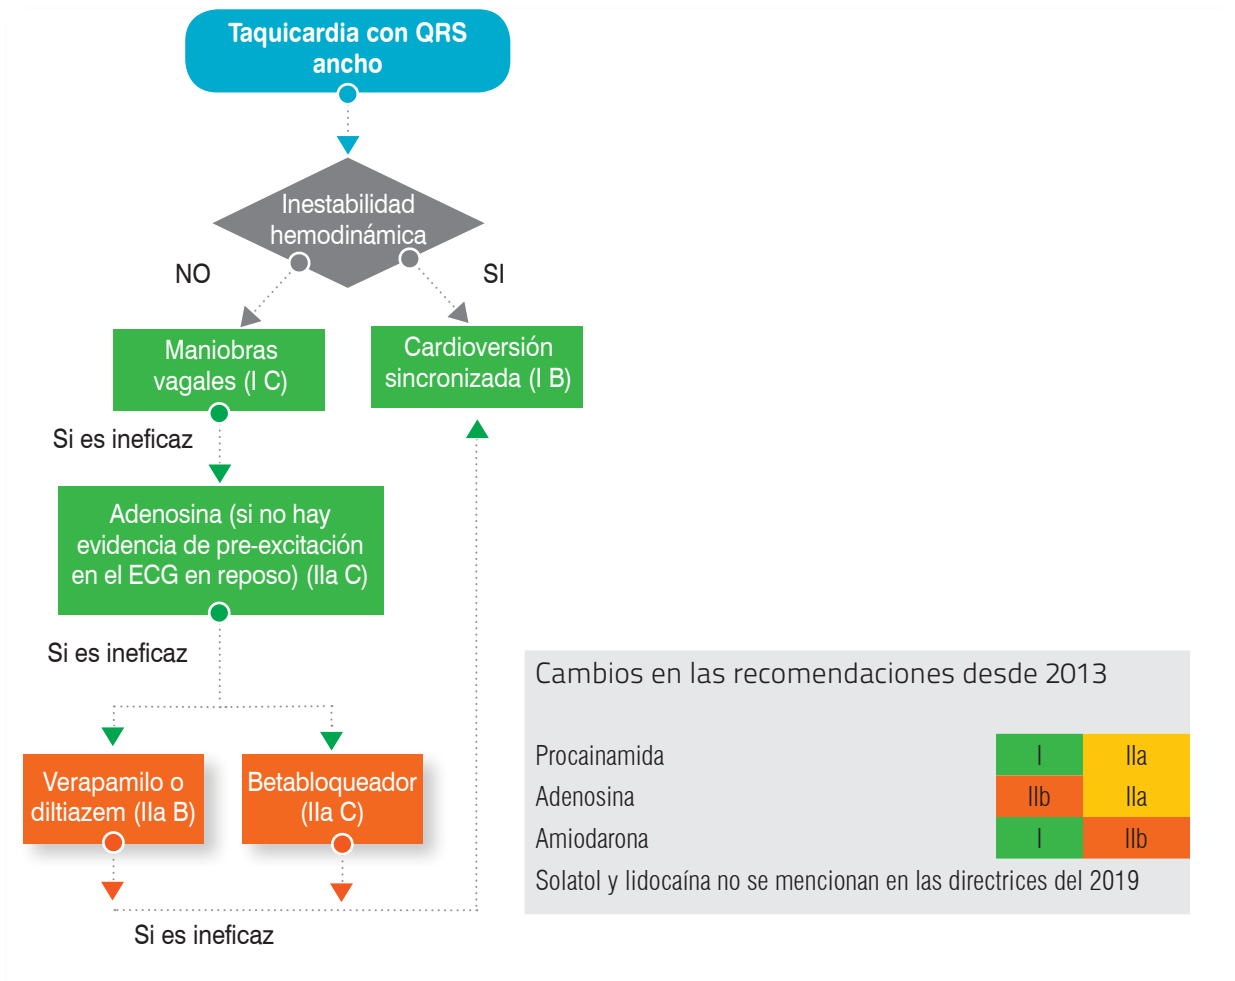 Taquicardia con QRS
ancho
Inestabilidad
hemodinámica
NO
SI
Maniobras
vagales (I C)
Cardioversión
sincronizada (I B)
Si es ineficaz
Adenosina (si no hay
evidencia de pre-excitación
en el ECG en reposo) (IIa C)
Si es ineficaz
Verapamilo o
diltiazem (IIa B)
Betabloqueador
(IIa C)
Si es ineficaz
Cambios en las recomendaciones desde 2013
Procainamida I IIa
Adenosina IIb IIa
Amiodarona I IIb
Solatol y lidocaína no se mencionan en las directrices del 2019